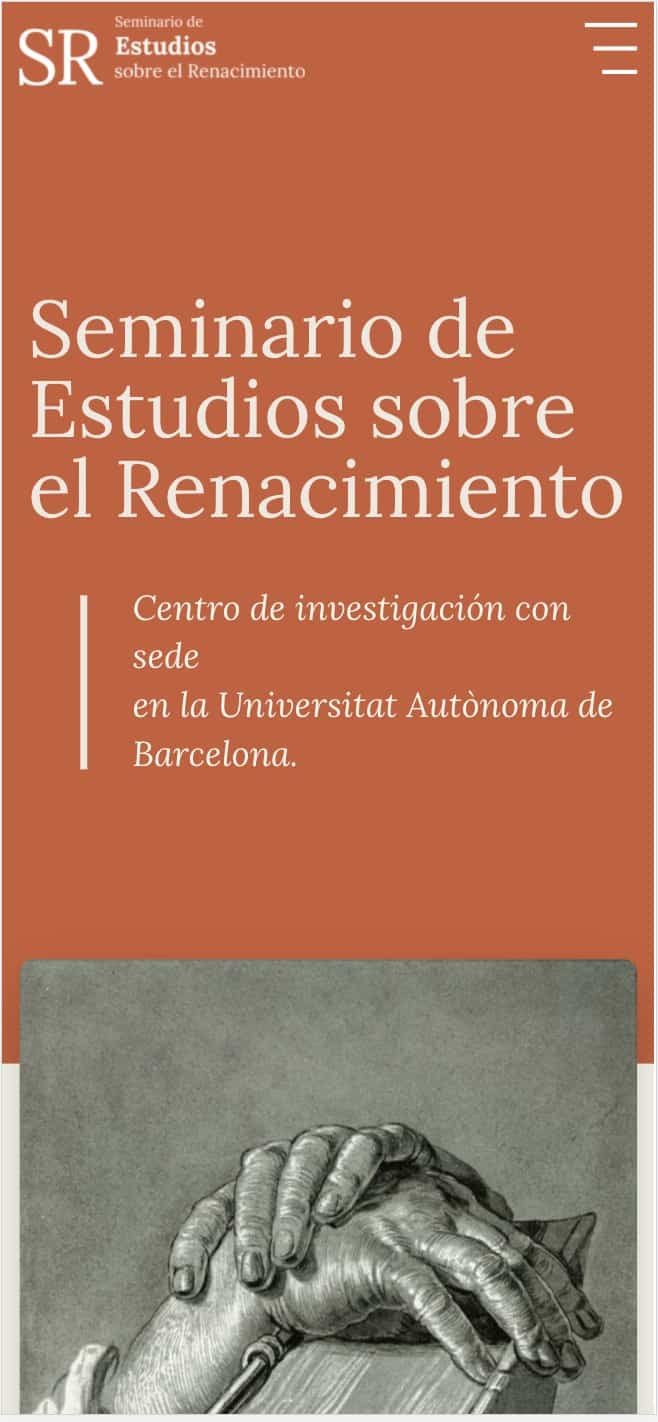 SR
Seminario de
Estudios
sobre el Renacimiento
Seminario de
Estudios sobre
el Renacimiento
Centro de investigación con
sede
en la Universitat Autònoma de
Barcelona.